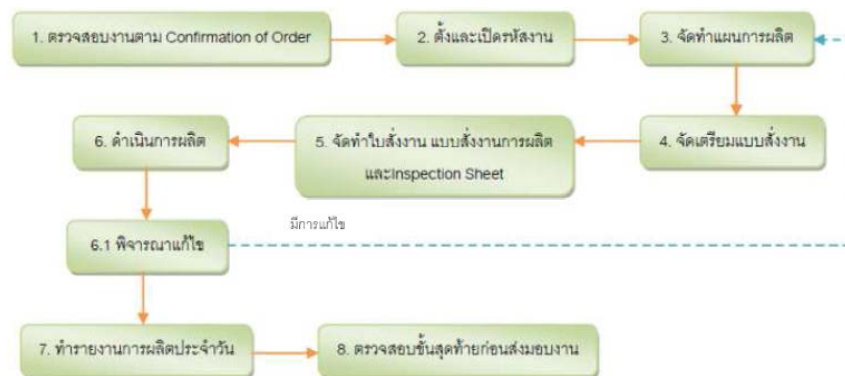 1. ตรวจสอบงานตาม Confirmation of Order
2. ตั้งและเปิดรหัสงาน
3. จัดทำแผนการผลิต
4. จัดเตรียมแบบสั่งงาน
5. จัดทำใบสั่งงาน แบบสั่งงานการผลิต
และInspection Sheet
6. ดำเนินการผลิต
6.1 พิจารณาแก้ไข
มีการแก้ไข
7. ทำรายงานการผลิตประจำวัน
8. ตรวจสอบขั้นสุดท้ายก่อนส่งมอบงาน